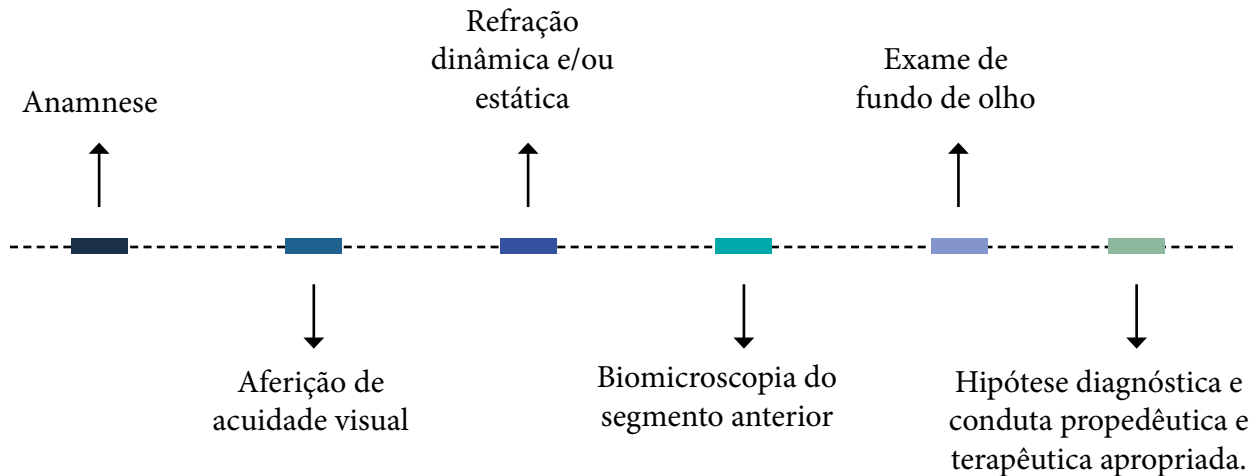 Anamnese
Aferição de
acuidade visual
Refração
dinâmica e/ou
estática
Biomicroscopia do
segmento anterior
Exame de
fundo de olho
Hipótese diagnóstica e
conduta propedêutica e
terapêutica apropriada.